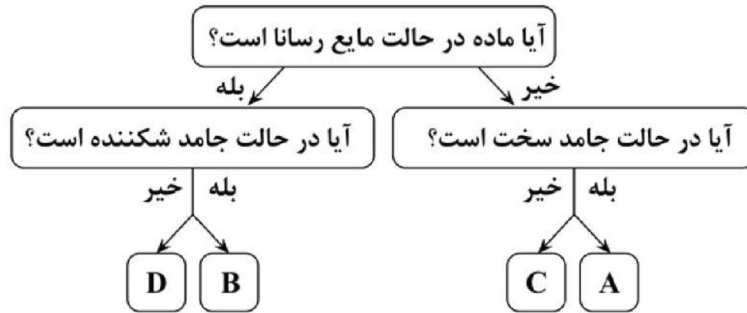 آیا ماده در حالت مایع رسانا است؟
خیر
بله
آیا در حالت جامد سخت است؟
آیا در حالت جامد شکننده است؟
بله
خیر
بله
خیر
A
C
B
D